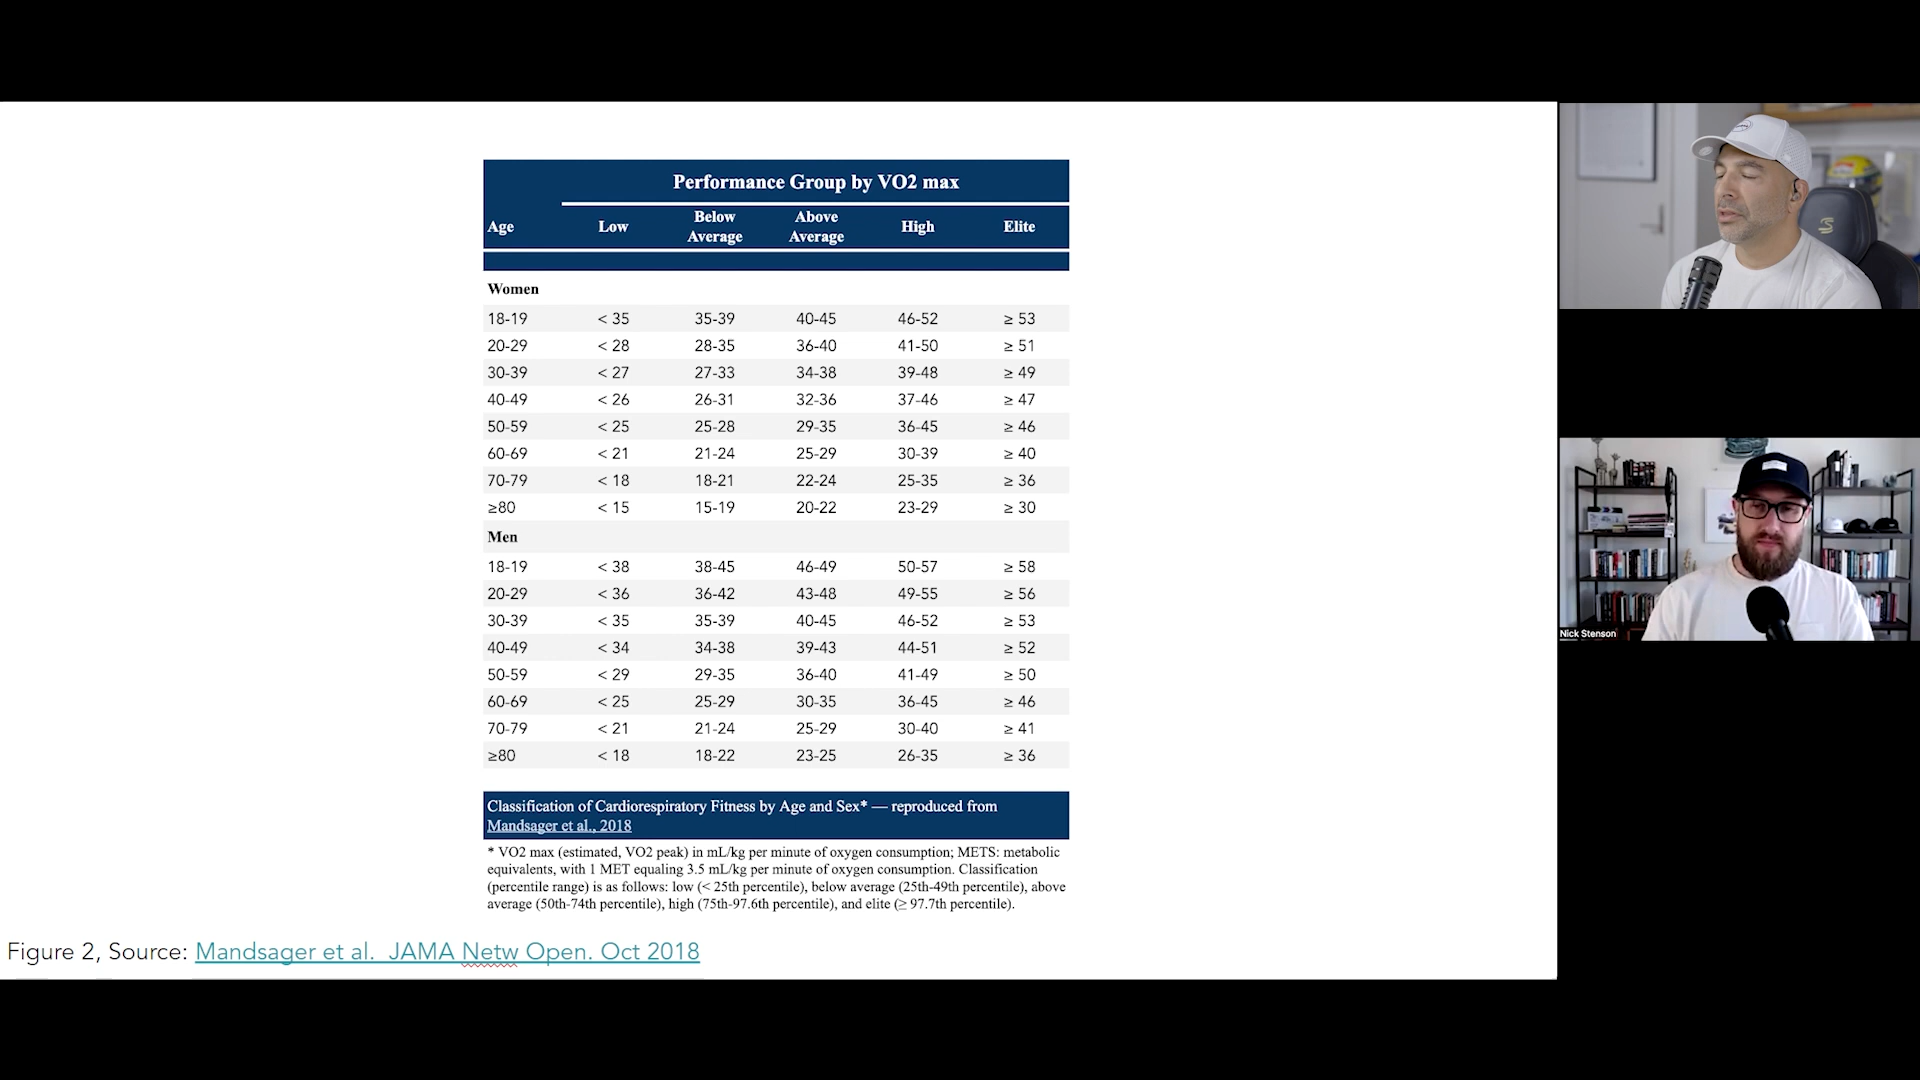 Performance Group by VO2 max
Age Low Below Average Above Average High Elite
Women
18-19 < 35 35-39 40-45 46-52 ≥ 53
20-29 < 28 28-35 36-40 41-50 ≥ 51
30-39 < 27 27-33 34-38 39-48 ≥ 49
40-49 < 26 26-31 32-36 37-46 ≥ 47
50-59 < 25 25-28 29-35 36-45 ≥ 46
60-69 < 21 21-24 25-29 30-39 ≥ 40
70-79 < 18 18-21 22-24 25-35 ≥ 36
≥80 < 15 15-19 20-22 23-29 ≥ 30
Men
18-19 < 38 38-45 46-49 50-57 ≥ 58
20-29 < 36 36-42 43-48 49-55 ≥ 56
30-39 < 35 35-39 40-45 46-52 ≥ 53
40-49 < 34 34-38 39-43 44-51 ≥ 52
50-59 < 29 29-35 36-40 41-49 ≥ 50
60-69 < 25 25-29 30-35 36-45 ≥ 46
70-79 < 21 21-24 25-29 30-40 ≥ 41
≥80 < 18 18-22 23-25 26-35 ≥ 36
Classification of Cardiorespiratory Fitness by Age and Sex* — reproduced from
Mandsager et al., 2018
* VO2 max (estimated, VO2 peak) in mL/kg per minute of oxygen consumption; METS: metabolic
equivalents, with 1 MET equaling 3.5 mL/kg per minute of oxygen consumption. Classification
(percentile range) is as follows: low (< 25th percentile), below average (25th-49th percentile), above
average (50th-74th percentile), high (75th-97.6th percentile), and elite (≥ 97.7th percentile).
Figure 2, Source: Mandsager et al. JAMA Netw Open. Oct 2018
Nick Stenson